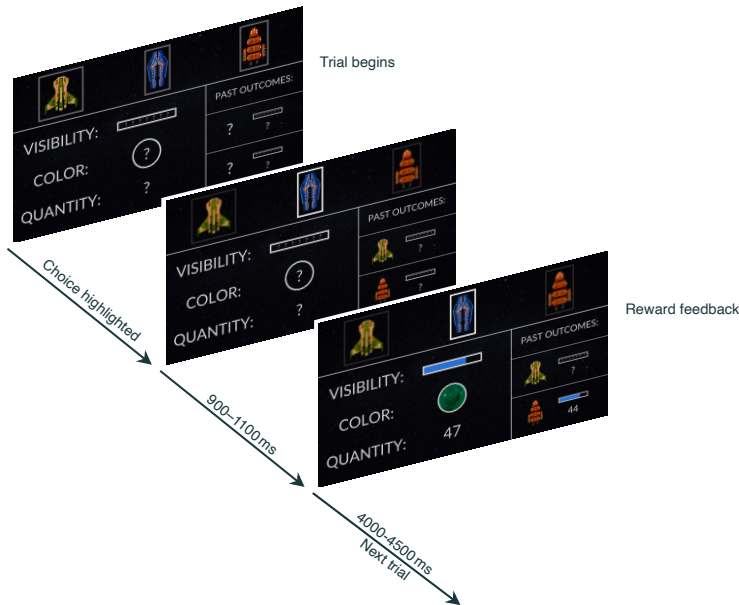 Trial begins
PAST OUTCOMES:
VISIBILITY:
? ?
COLOR: ?
? ?
QUANTITY: ?
Choice highlighted
PAST OUTCOMES:
VISIBILITY:
?
COLOR: ?
?
QUANTITY: ?
900–1100 ms
Reward feedback
PAST OUTCOMES:
VISIBILITY:
?
COLOR:
44
QUANTITY: 47
4000-4500 ms
Next trial